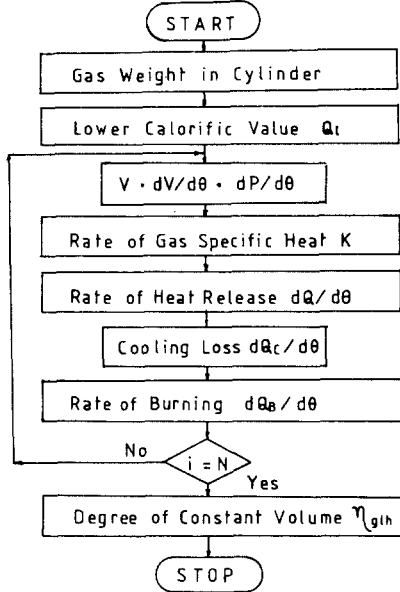 START
Gas Weight in Cylinder
Lower Calorific Value Ql
V · dV/dθ · dP/dθ
Rate of Gas Specific Heat K
Rate of Heat Release dQ/dθ
Cooling Loss dQc/dθ
Rate of Burning dQB/dθ
No
i = N
Yes
Degree of Constant Volume ηglh
STOP